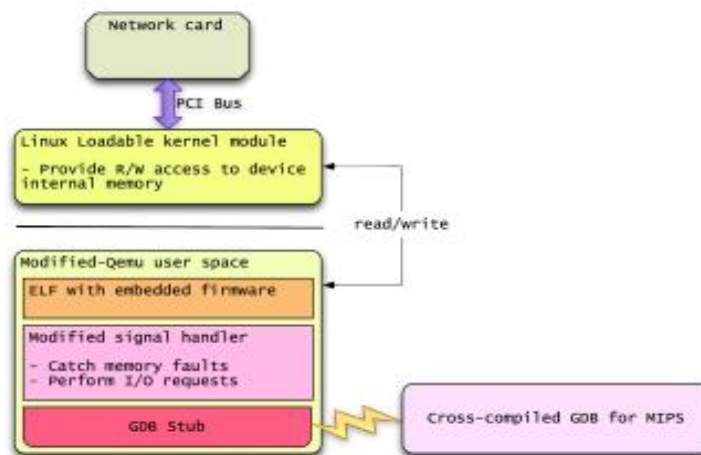 Network card
PCI Bus
Linux Loadable kernel module
- Provide R/W access to device
internal memory
read/write
Modified-Qemu user space
ELF with embedded firmware
Modified signal handler
- Catch memory faults
- Perform I/O requests
GDB Stub
Cross-compiled GDB for MIPS